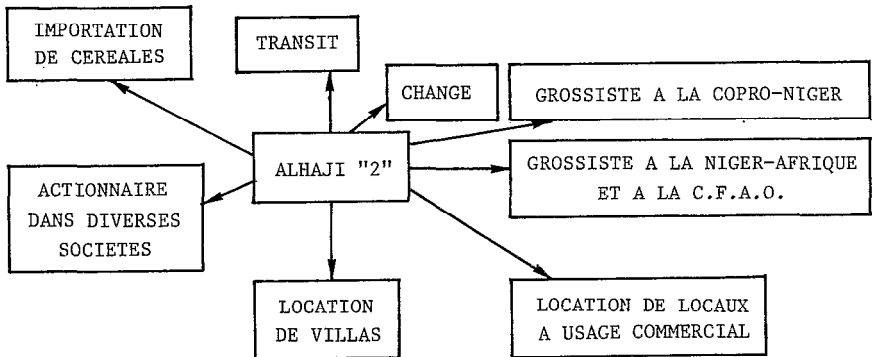 IMPORTATION
DE CEREALES
TRANSIT
CHANGE
GROSSISTE A LA COPRO-NIGER
ALHAJI "2"
GROSSISTE A LA NIGER-AFRIQUE
ET A LA C.F.A.O.
ACTIONNAIRE
DANS DIVERSES
SOCIETES
LOCATION
DE VILLAS
LOCATION DE LOCAUX
A USAGE COMMERCIAL